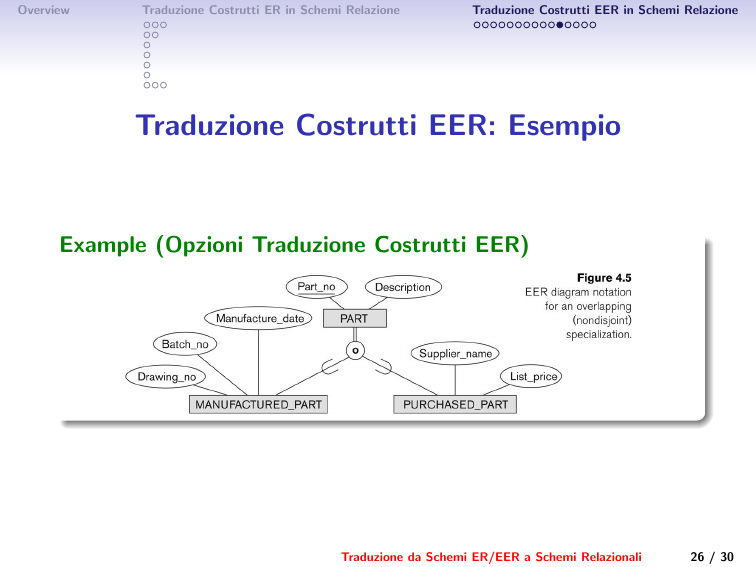 Overview
Traduzione Costrutti ER in Schemi Relazione
Traduzione Costrutti EER in Schemi Relazione
Traduzione Costrutti EER: Esempio
Example (Opzioni Traduzione Costrutti EER)
Figure 4.5
EER diagram notation
for an overlapping
(nondisjoint)
specialization.
Part_no
Description
Manufacture_date
PART
Batch_no
o
Supplier_name
Drawing_no
List_price
MANUFACTURED_PART
PURCHASED_PART
Traduzione da Schemi ER/EER a Schemi Relazionali
26 / 30